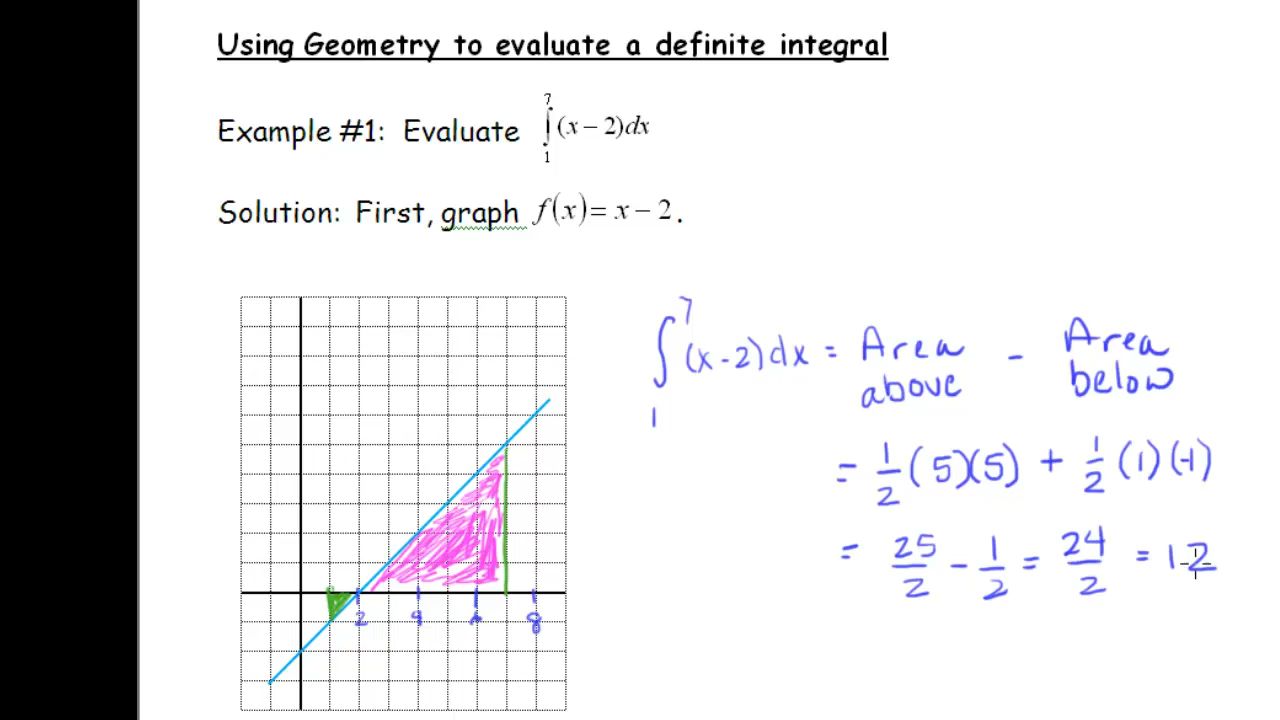 Using Geometry to evaluate a definite integral
Example #1: Evaluate ∫₁⁷ (x − 2)dx
Solution: First, graph f(x) = x − 2.
∫₁⁷ (x - 2) dx = Area above - Area below
= 1/2 (5)(5) + 1/2 (1)(-1)
= 25/2 - 1/2 = 24/2 = 12
2 4 6 8